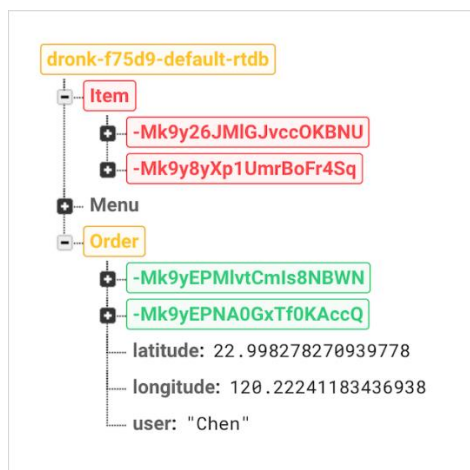 dronk-f75d9-default-rtdb
Item
-Mk9y26JMlGJvccOKBNU
-Mk9y8yXp1UmrBoFr4Sq
Menu
Order
-Mk9yEPMlvtCmIs8NBWN
-Mk9yEPNA0GxTf0KAccQ
latitude: 22.998278270939778
longitude: 120.22241183436938
user: "Chen"